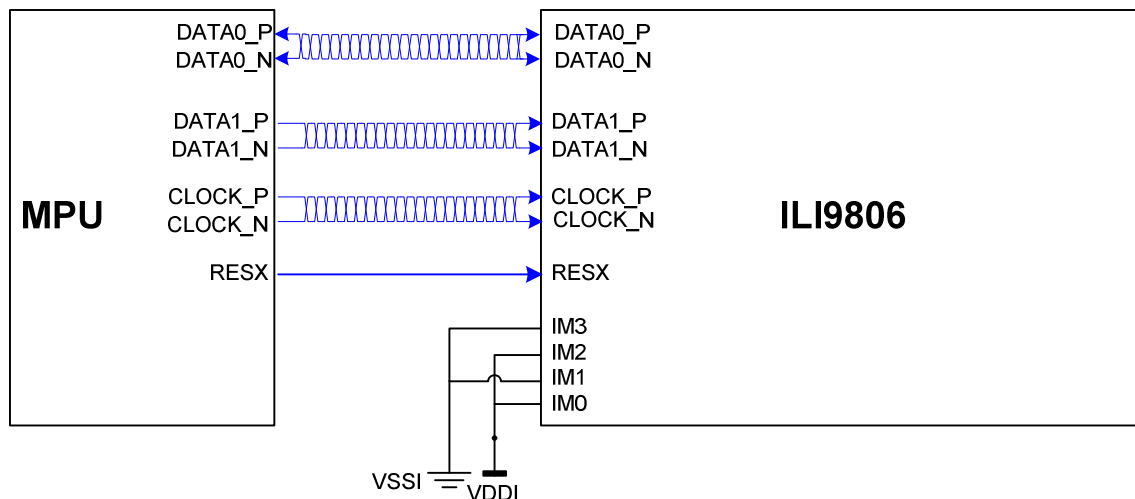 DATA0_P
DATA0_N
DATA1_P
DATA1_N
CLOCK_P
CLOCK_N
RESX
MPU
DATA0_P
DATA0_N
DATA1_P
DATA1_N
CLOCK_P
CLOCK_N
RESX
IM3
IM2
IM1
IM0
ILI9806
VSSI
VDDI